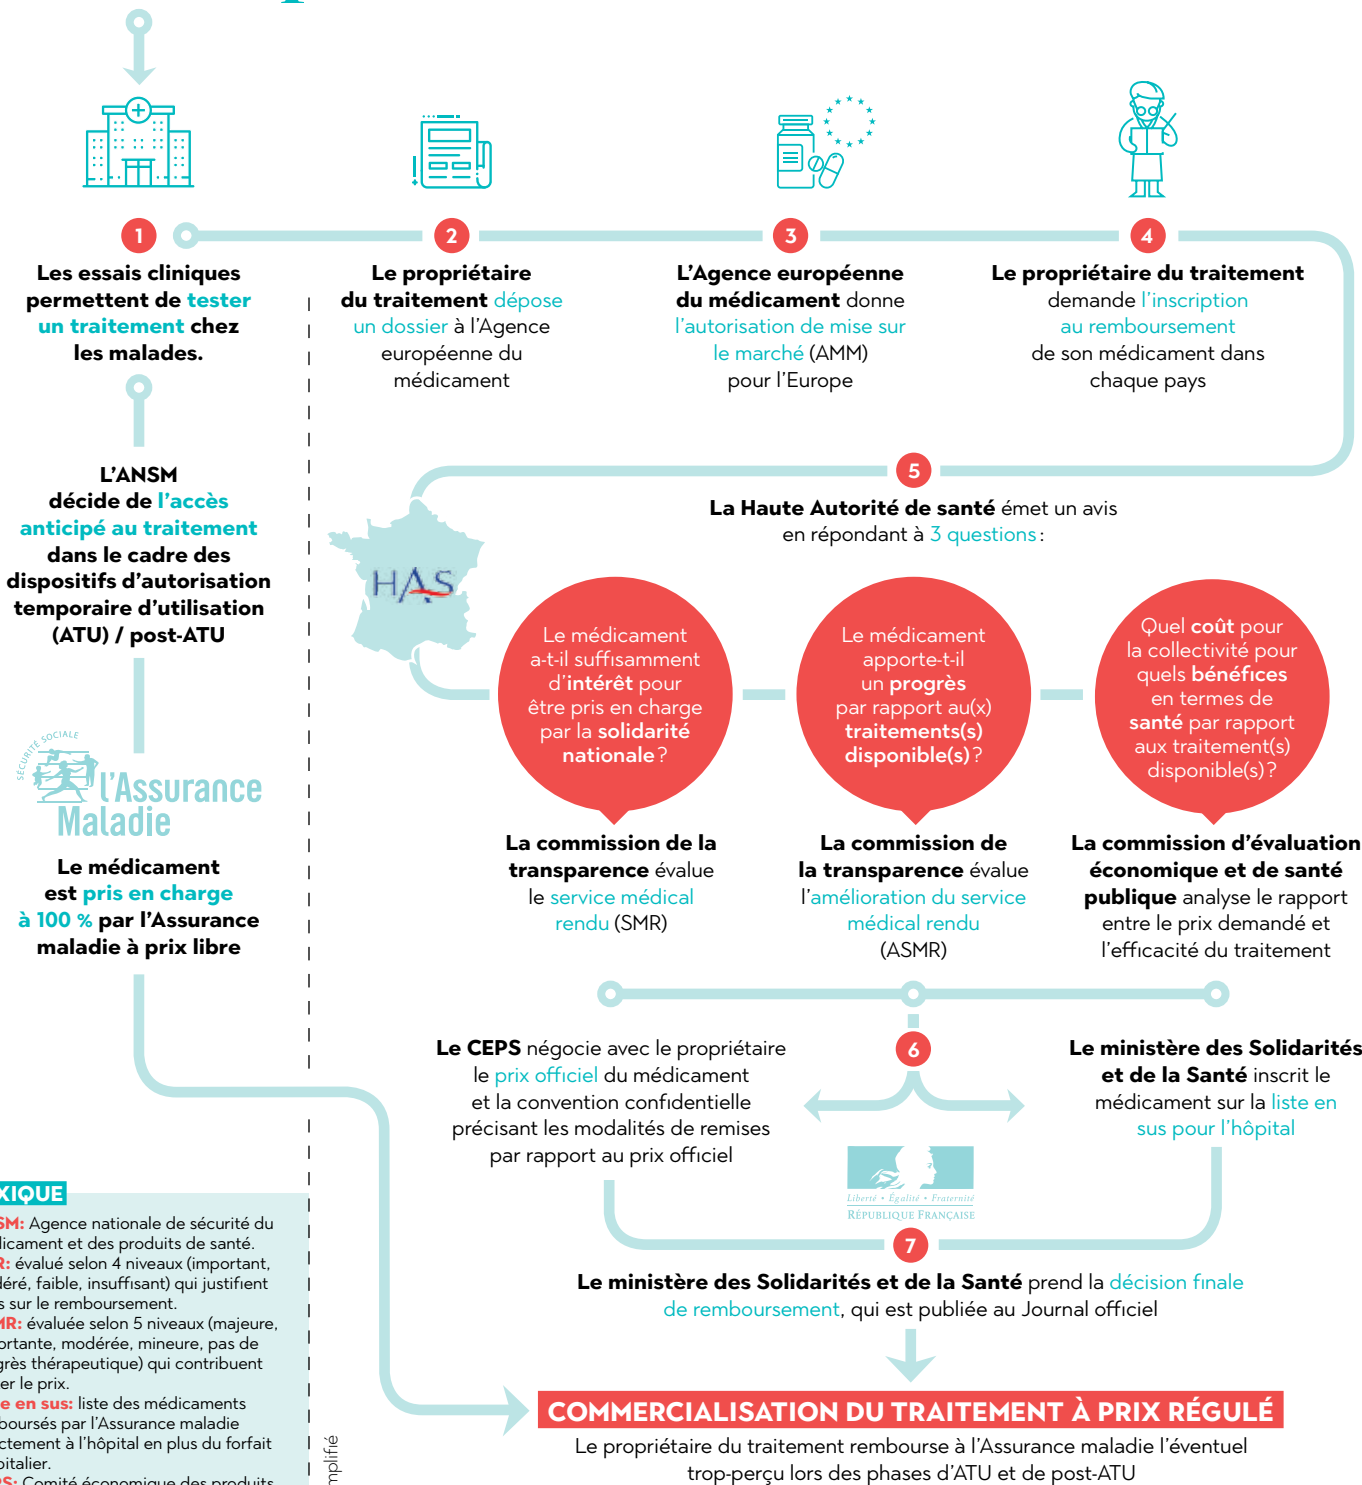 1
Les essais cliniques
permettent de tester
un traitement chez
les malades.
2
Le propriétaire
du traitement dépose
un dossier à l'Agence
européenne du
médicament
3
L'Agence européenne
du médicament donne
l'autorisation de mise sur
le marché (AMM)
pour l'Europe
4
Le propriétaire du traitement
demande l'inscription
au remboursement
de son médicament dans
chaque pays
L'ANSM
décide de l'accès
anticipé au traitement
dans le cadre des
dispositifs d'autorisation
temporaire d'utilisation
(ATU) / post-ATU
SÉCURITÉ SOCIALE
l'Assurance
Maladie
Le médicament
est pris en charge
à 100 % par l'Assurance
maladie à prix libre
5
La Haute Autorité de santé émet un avis
en répondant à 3 questions :
HAS
Le médicament
a-t-il suffisamment
d'intérêt pour
être pris en charge
par la solidarité
nationale ?
Le médicament
apporte-t-il
un progrès
par rapport au(x)
traitements(s)
disponible(s) ?
Quel coût pour
la collectivité pour
quels bénéfices
en termes de
santé par rapport
aux traitement(s)
disponible(s) ?
La commission de la
transparence évalue
le service médical
rendu (SMR)
La commission de
la transparence évalue
l'amélioration du service
médical rendu
(ASMR)
La commission d'évaluation
économique et de santé
publique analyse le rapport
entre le prix demandé et
l'efficacité du traitement
6
Le CEPS négocie avec le propriétaire
le prix officiel du médicament
et la convention confidentielle
précisant les modalités de remises
par rapport au prix officiel
Le ministère des Solidarités
et de la Santé inscrit le
médicament sur la liste en
sus pour l'hôpital
Liberté • Égalité • Fraternité
RÉPUBLIQUE FRANÇAISE
7
Le ministère des Solidarités et de la Santé prend la décision finale
de remboursement, qui est publiée au Journal officiel
COMMERCIALISATION DU TRAITEMENT À PRIX RÉGULÉ
Le propriétaire du traitement rembourse à l'Assurance maladie l'éventuel
trop-perçu lors des phases d'ATU et de post-ATU
XIQUE
SM: Agence nationale de sécurité du
dicament et des produits de santé.
R: évalué selon 4 niveaux (important,
déré, faible, insuffisant) qui justifient
s sur le remboursement.
MR: évaluée selon 5 niveaux (majeure,
ortante, modérée, mineure, pas de
grès thérapeutique) qui contribuent
er le prix.
e en sus: liste des médicaments
boursés par l'Assurance maladie
ctement à l'hôpital en plus du forfait
pitalier.
PS: Comité économique des produits
mplifié